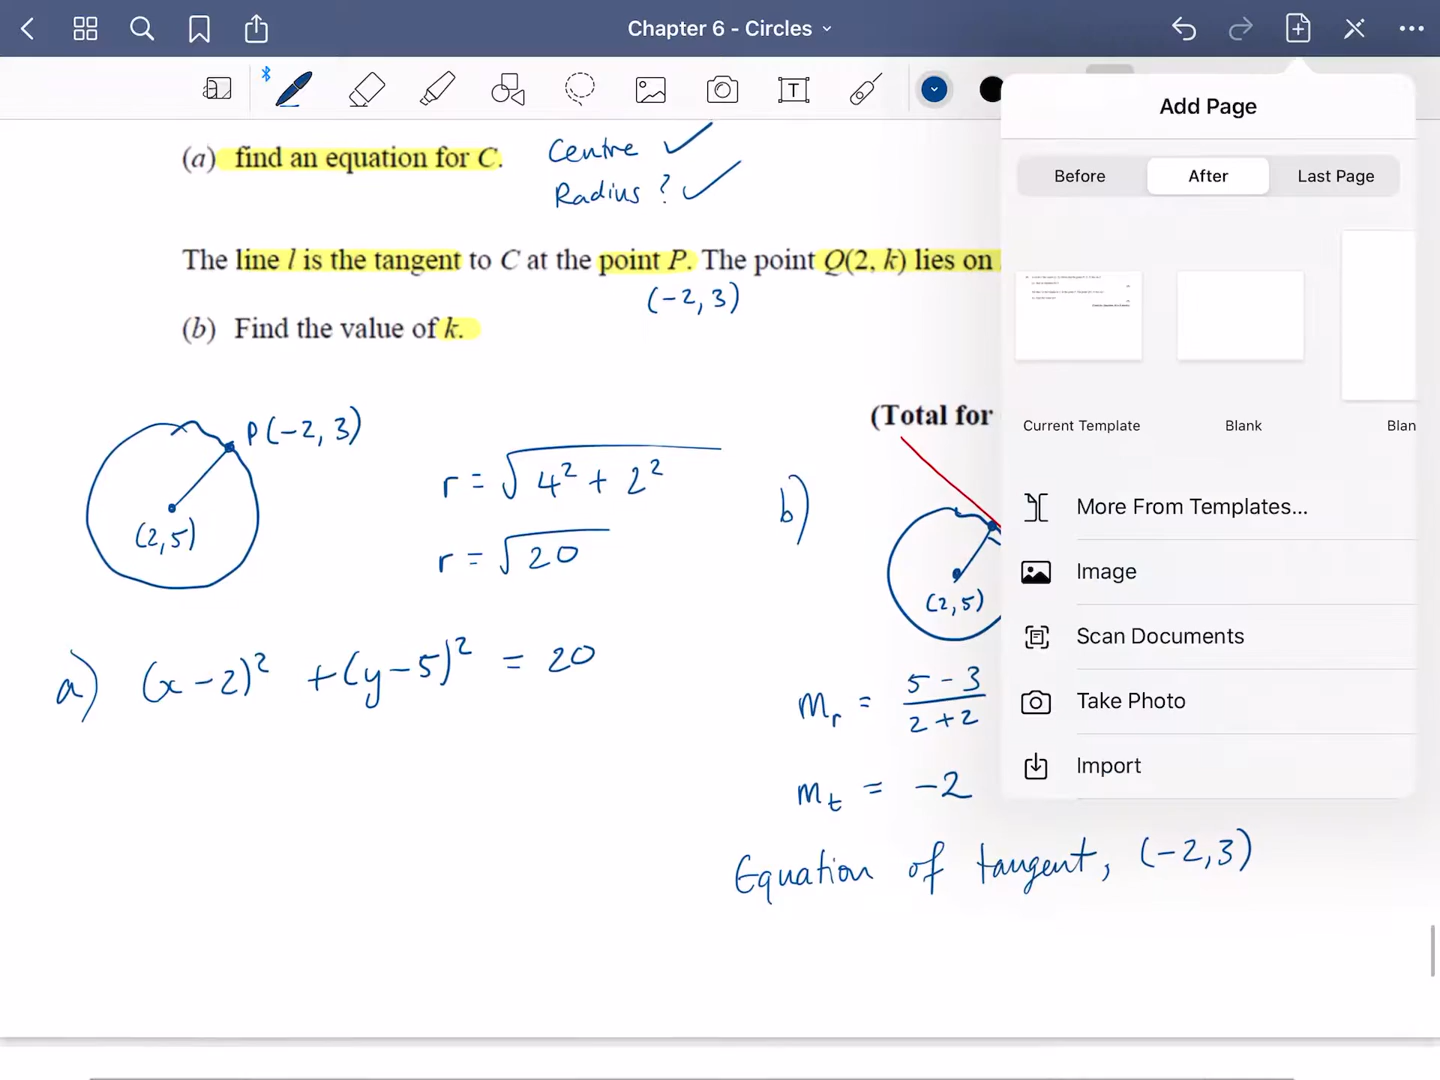 Chapter 6 - Circles
Add Page
Before After Last Page
Current Template Blank Blan
More From Templates...
Image
Scan Documents
Take Photo
Import
(a) find an equation for C. Centre ✓
Radius ? ✓
The line l is the tangent to C at the point P. The point Q(2, k) lies on
(-2, 3)
(b) Find the value of k.
(Total for
P(-2, 3)
(2,5)
r = √4² + 2²
r = √20
a) (x-2)² +(y-5)² = 20
b)
(2,5)
mr = 5-3
2+2
mt = -2
Equation of tangent, (-2,3)